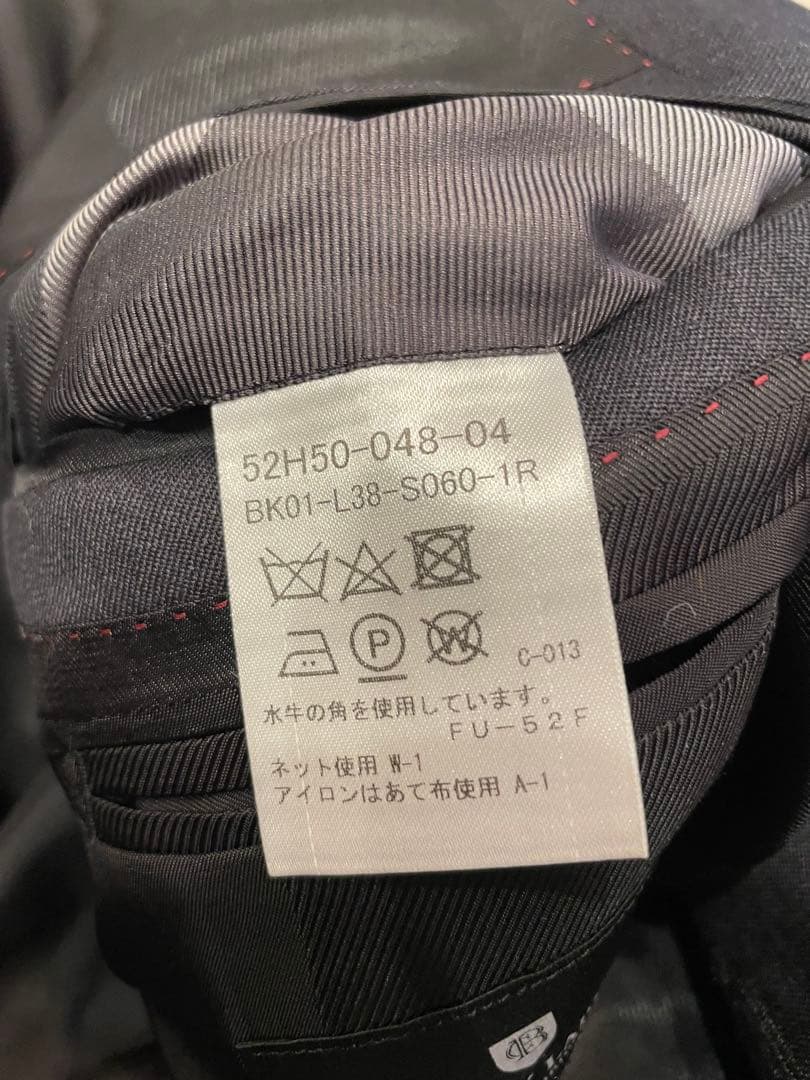 52H50-048-04
BK01-L38-S060-1R
P W C-013
水牛の角を使用しています。
FU-52F
ネット使用 W-1
アイロンはあて布使用 A-1